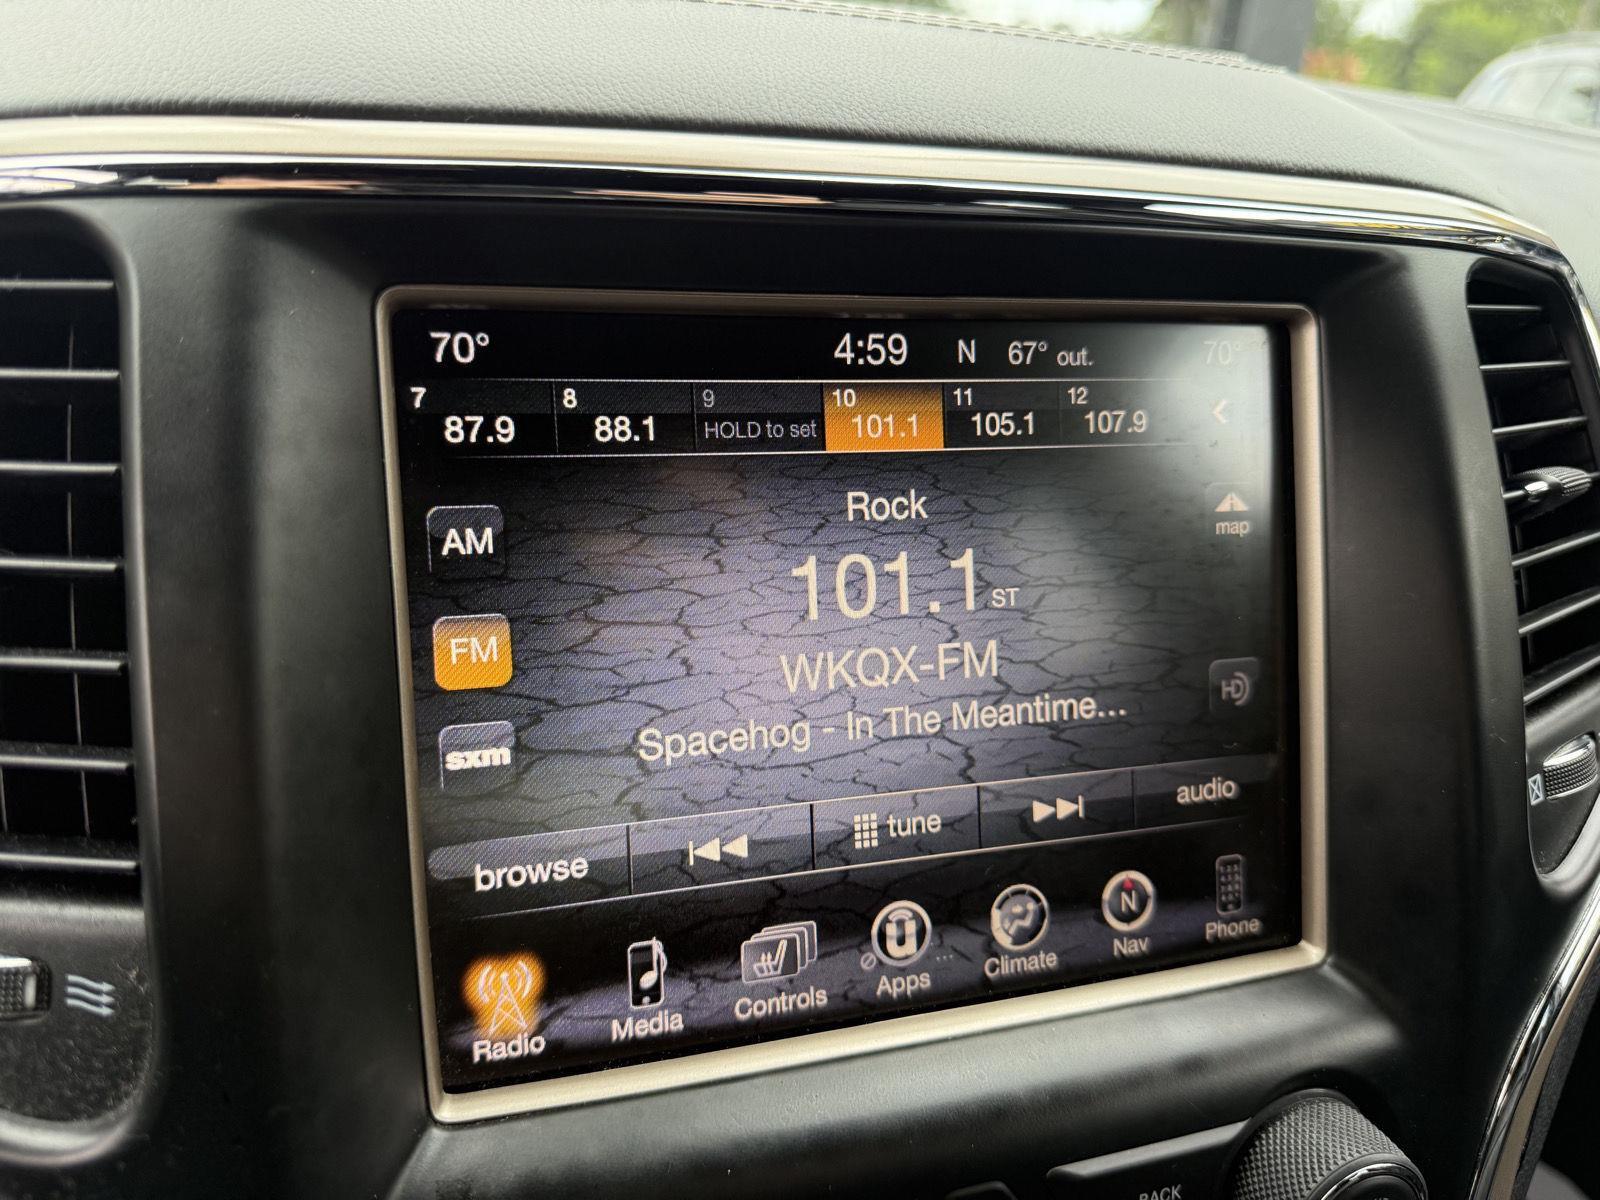 70° 4:59 N 67° out. 70°
7 8 9 10 11 12
87.9 88.1 HOLD to set 101.1 105.1 107.9
Rock
map
AM
101.1 ST
FM
WKQX-FM
HD
Spacehog - In The Meantime...
sxm
browse tune audio
Radio Media Controls Apps Climate Nav Phone
N
BACK